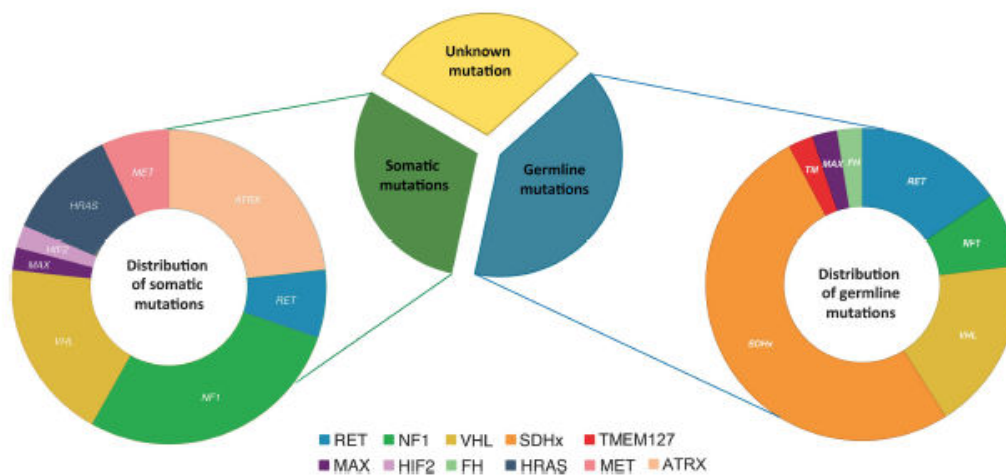 Unknown
mutation
Somatic
mutations
Germline
mutations
MET
ATRX
HRAS
HIF2
MAX
VHL
NF1
RET
Distribution
of somatic
mutations
TM
MAX
FH
RET
NF1
VHL
SDHx
Distribution
of germline
mutations
RET NF1 VHL SDHx TMEM127
MAX HIF2 FH HRAS MET ATRX